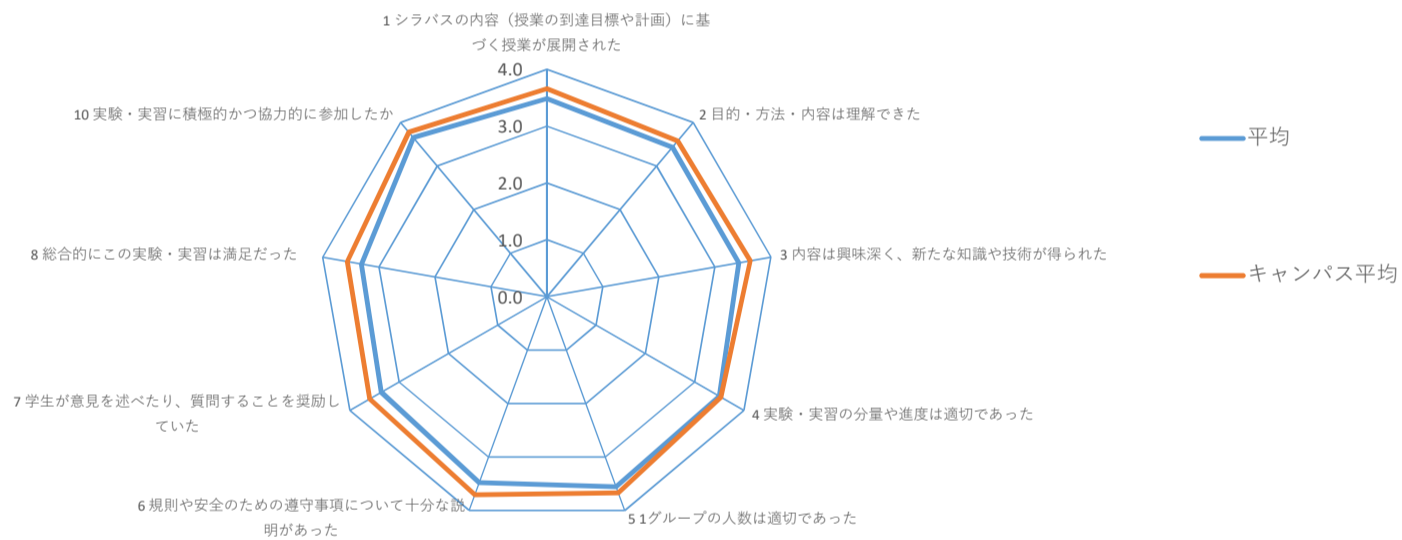 1 シラバスの内容（授業の到達目標や計画）に基
づく授業が展開された
4.0
3.0
2.0
1.0
0.0
2 目的・方法・内容は理解できた
3 内容は興味深く、新たな知識や技術が得られた
4 実験・実習の分量や進度は適切であった
5 1グループの人数は適切であった
6 規則や安全のための遵守事項について十分な説
明があった
7 学生が意見を述べたり、質問することを奨励し
ていた
8 総合的にこの実験・実習は満足だった
10 実験・実習に積極的かつ協力的に参加したか
平均
キャンパス平均